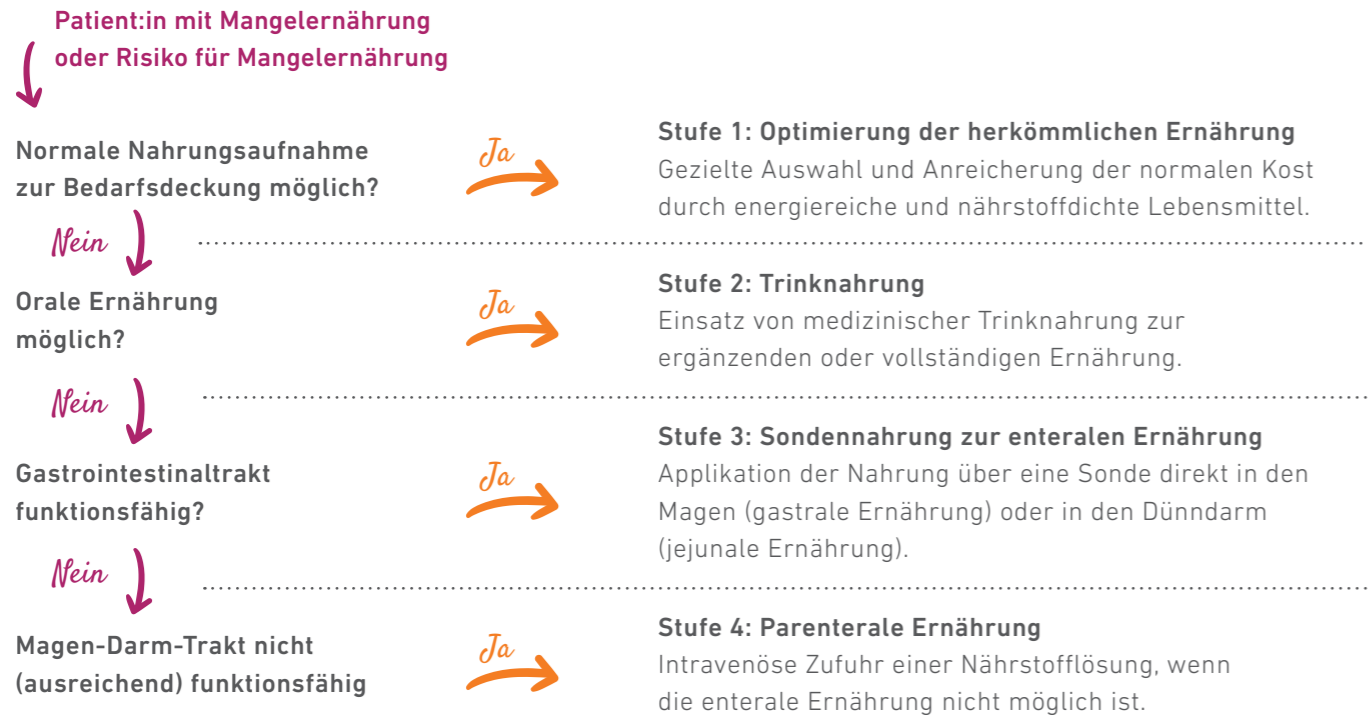 Patient:in mit Mangelernährung
oder Risiko für Mangelernährung
Normale Nahrungsaufnahme
zur Bedarfsdeckung möglich?
Ja
Stufe 1: Optimierung der herkömmlichen Ernährung
Gezielte Auswahl und Anreicherung der normalen Kost
durch energiereiche und nährstoffdichte Lebensmittel.
Nein
Orale Ernährung
möglich?
Ja
Stufe 2: Trinknahrung
Einsatz von medizinischer Trinknahrung zur
ergänzenden oder vollständigen Ernährung.
Nein
Gastrointestinaltrakt
funktionsfähig?
Ja
Stufe 3: Sondennahrung zur enteralen Ernährung
Applikation der Nahrung über eine Sonde direkt in den
Magen (gastrale Ernährung) oder in den Dünndarm
(jejunale Ernährung).
Nein
Magen-Darm-Trakt nicht
(ausreichend) funktionsfähig
Ja
Stufe 4: Parenterale Ernährung
Intravenöse Zufuhr einer Nährstofflösung, wenn
die enterale Ernährung nicht möglich ist.